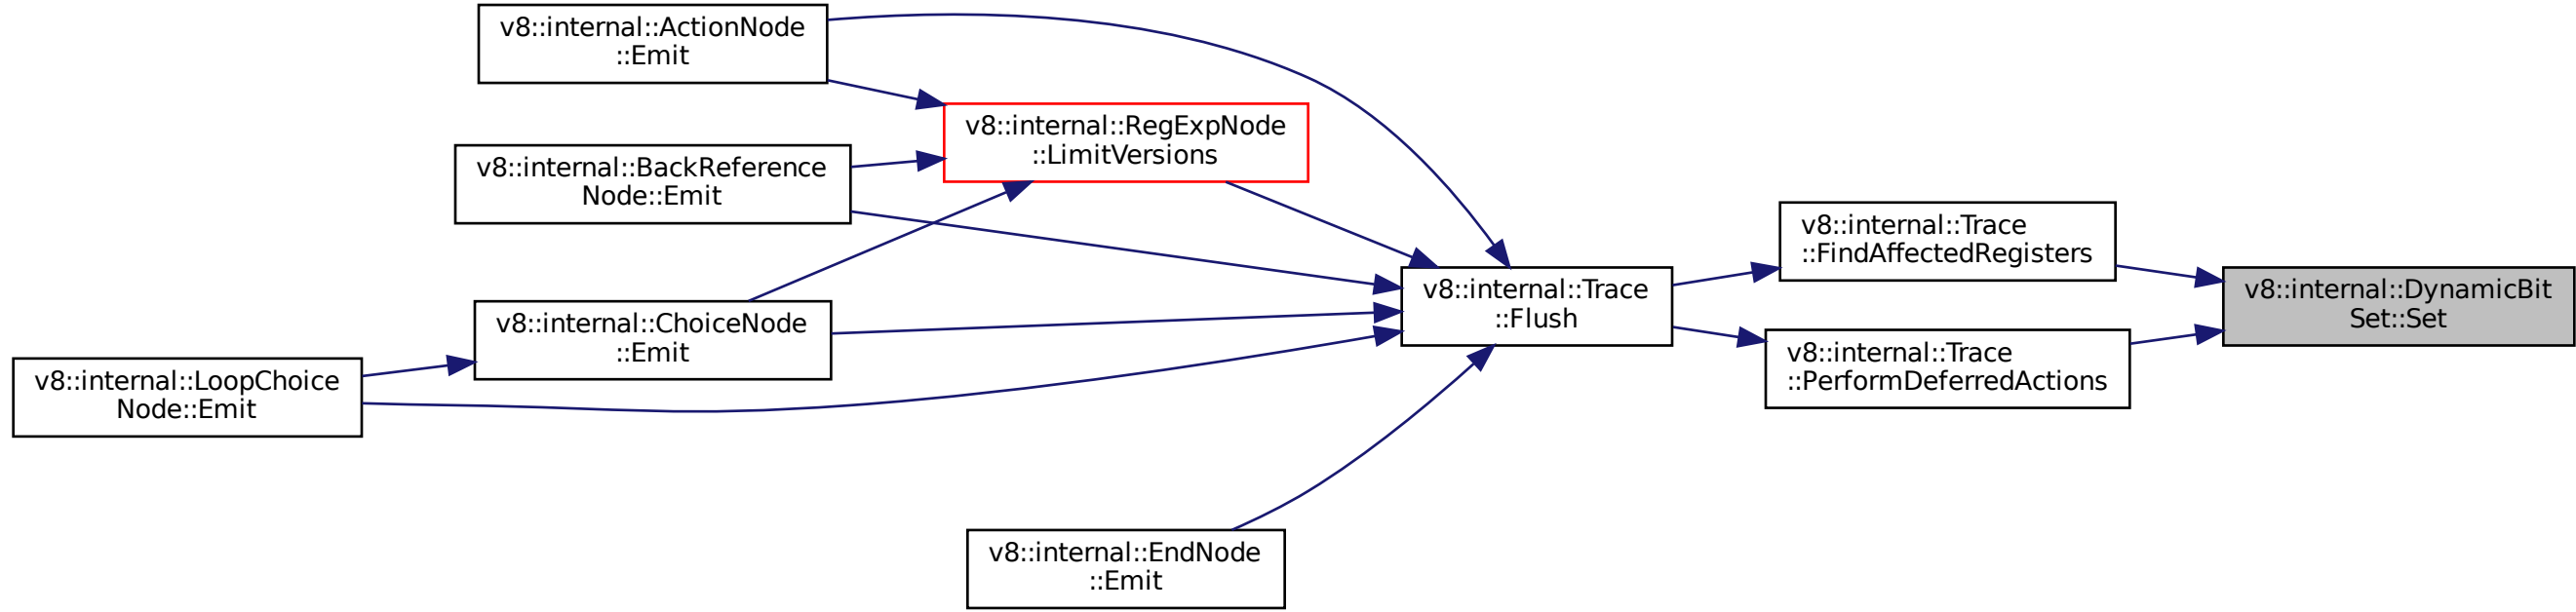 v8::internal::ActionNode
::Emit
v8::internal::RegExpNode
::LimitVersions
v8::internal::BackReference
Node::Emit
v8::internal::Trace
::FindAffectedRegisters
v8::internal::Trace
::Flush
v8::internal::DynamicBit
Set::Set
v8::internal::ChoiceNode
::Emit
v8::internal::Trace
::PerformDeferredActions
v8::internal::LoopChoice
Node::Emit
v8::internal::EndNode
::Emit